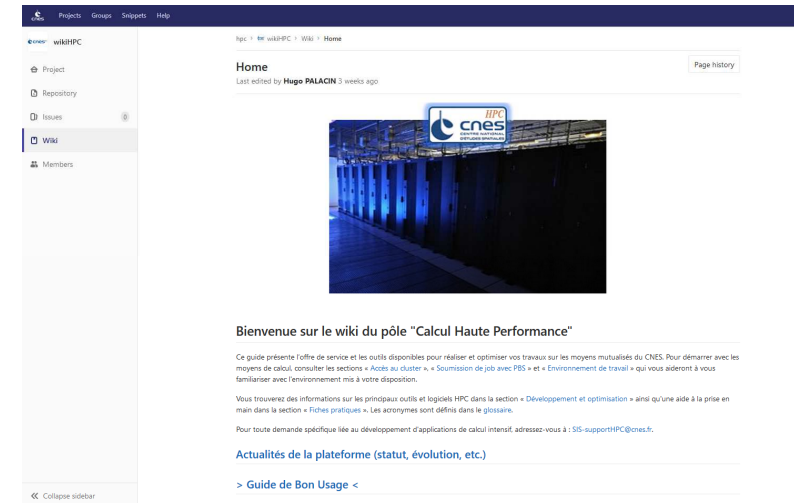 cnes Projects Groups Snippets Help
cnes wikiHPC
Project
Repository
Issues 0
Wiki
Members
Collapse sidebar
hpc › wikiHPC › Wiki › Home
Home
Page history
Last edited by Hugo PALACIN 3 weeks ago
HPC
cnes
CENTRE NATIONAL
D'ÉTUDES SPATIALES
Bienvenue sur le wiki du pôle "Calcul Haute Performance"
Ce guide présente l'offre de service et les outils disponibles pour réaliser et optimiser vos travaux sur les moyens mutualisés du CNES. Pour démarrer avec les
moyens de calcul, consulter les sections « Accès au cluster », « Soumission de job avec PBS » et « Environnement de travail » qui vous aideront à vous
familiariser avec l'environnement mis à votre disposition.
Vous trouverez des informations sur les principaux outils et logiciels HPC dans la section « Développement et optimisation » ainsi qu'une aide à la prise en
main dans la section « Fiches pratiques ». Les acronymes sont définis dans le glossaire.
Pour toute demande spécifique liée au développement d'applications de calcul intensif, adressez-vous à : SIS-supportHPC@cnes.fr.
Actualités de la plateforme (statut, évolution, etc.)
> Guide de Bon Usage <